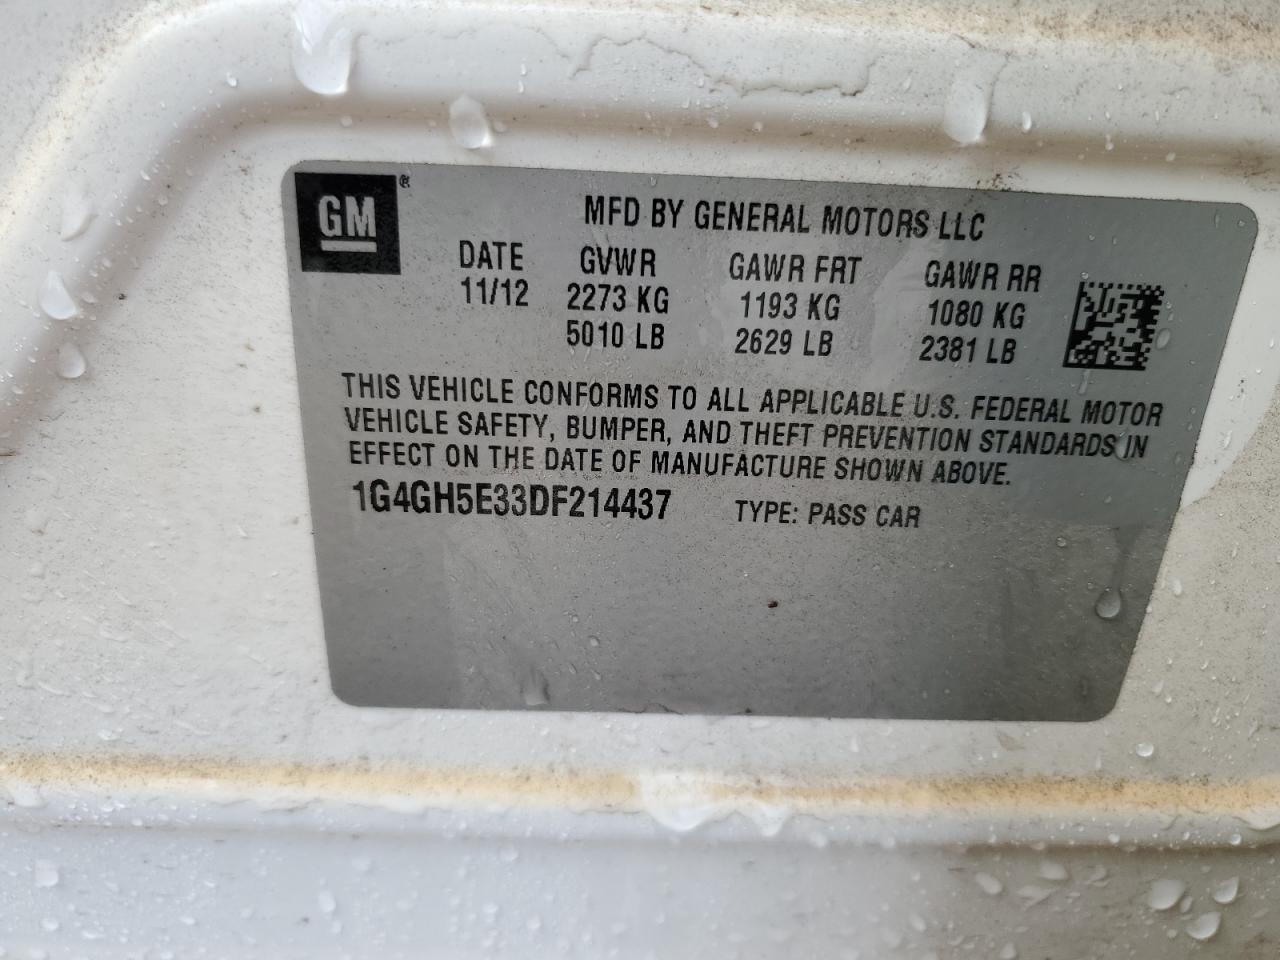 GM®
MFD BY GENERAL MOTORS LLC
DATE GVWR GAWR FRT GAWR RR
11/12 2273 KG 1193 KG 1080 KG
5010 LB 2629 LB 2381 LB
THIS VEHICLE CONFORMS TO ALL APPLICABLE U.S. FEDERAL MOTOR
VEHICLE SAFETY, BUMPER, AND THEFT PREVENTION STANDARDS IN
EFFECT ON THE DATE OF MANUFACTURE SHOWN ABOVE.
1G4GH5E33DF214437 TYPE: PASS CAR